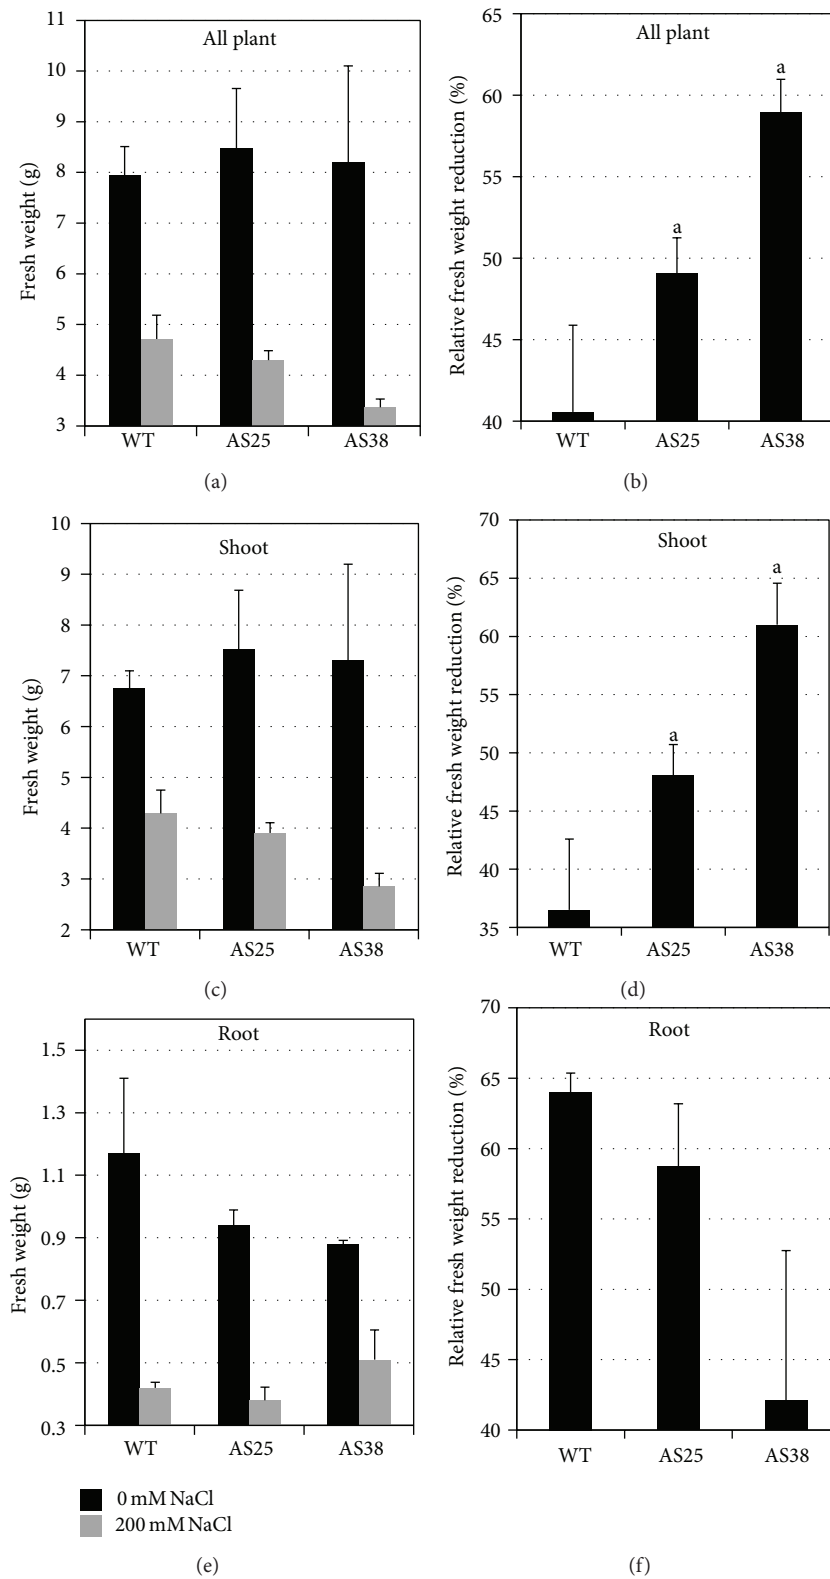 All plant
Fresh weight (g)
11
10
9
8
7
6
5
4
3
WT AS25 AS38
(a)
All plant
Relative fresh weight reduction (%)
65
60
55
50
45
40
a
a
WT AS25 AS38
(b)
Shoot
Fresh weight (g)
10
9
8
7
6
5
4
3
2
WT AS25 AS38
(c)
Shoot
Relative fresh weight reduction (%)
70
65
60
55
50
45
40
35
a
a
WT AS25 AS38
(d)
Root
Fresh weight (g)
1.5
1.3
1.1
0.9
0.7
0.5
0.3
WT AS25 AS38
0 mM NaCl
200 mM NaCl
(e)
Root
Relative fresh weight reduction (%)
70
65
60
55
50
45
40
WT AS25 AS38
(f)